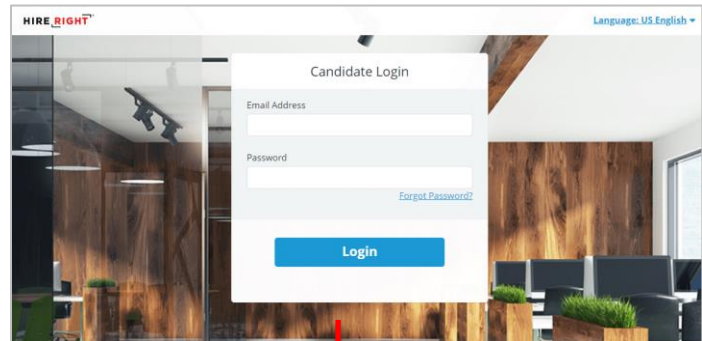 HIRE RIGHT
Language: US English
Candidate Login
Email Address
Password
Forgot Password?
Login